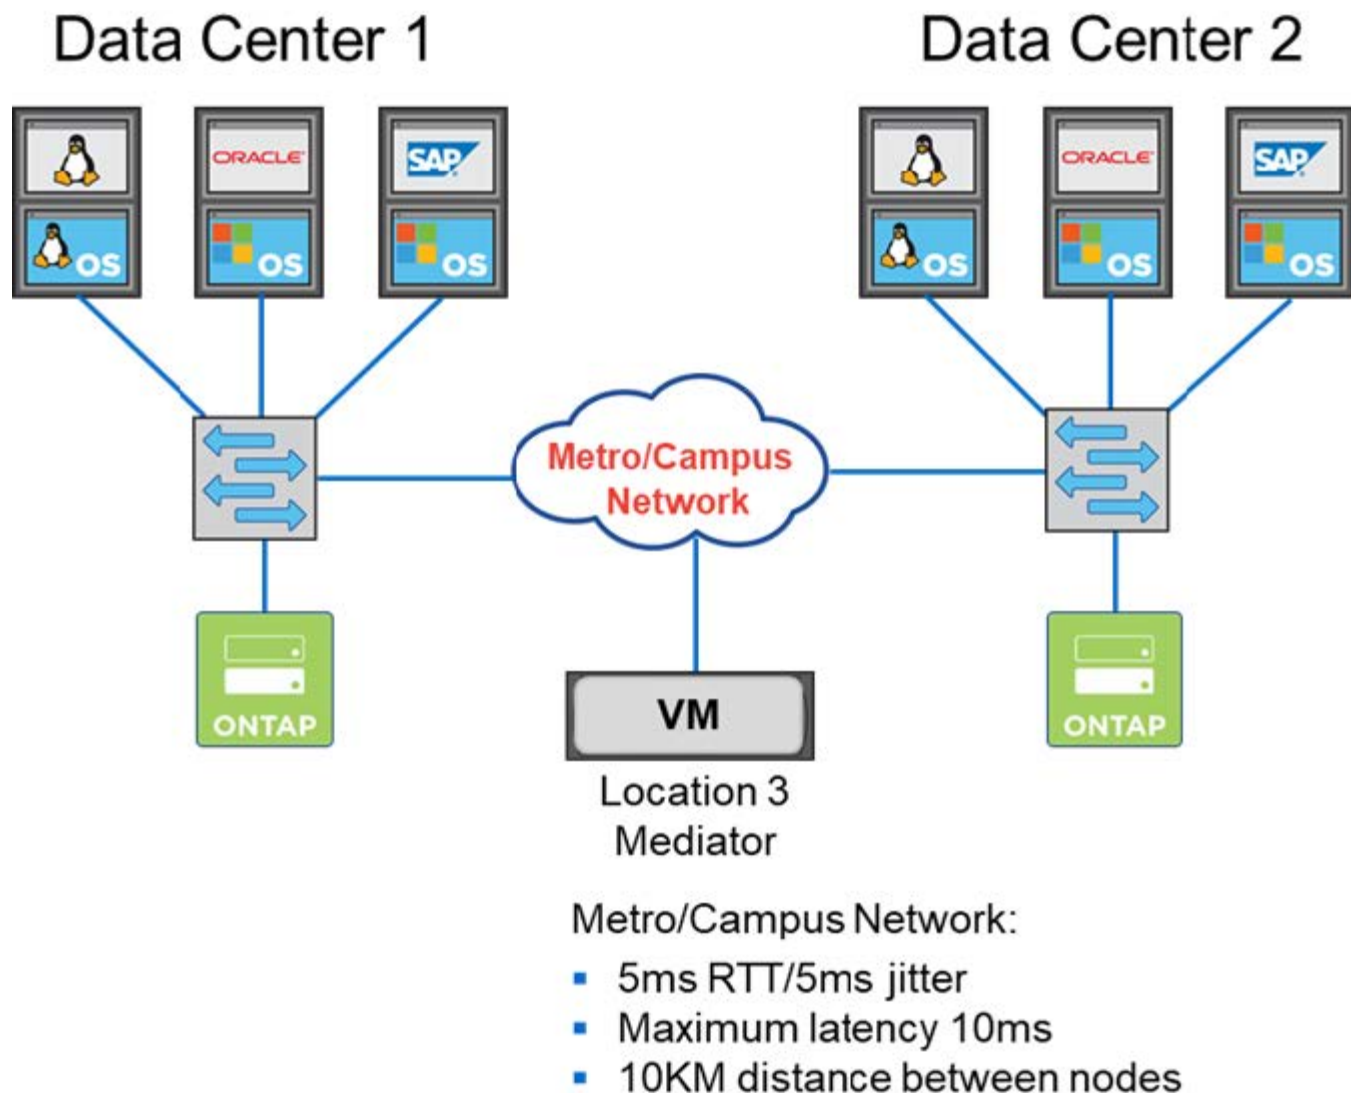 Data Center 1
Data Center 2
ORACLE
SAP
ORACLE
SAP
OS
OS
OS
OS
OS
OS
Metro/Campus
Network
ONTAP
VM
ONTAP
Location 3
Mediator
Metro/Campus Network:
▪ 5ms RTT/5ms jitter
▪ Maximum latency 10ms
▪ 10KM distance between nodes